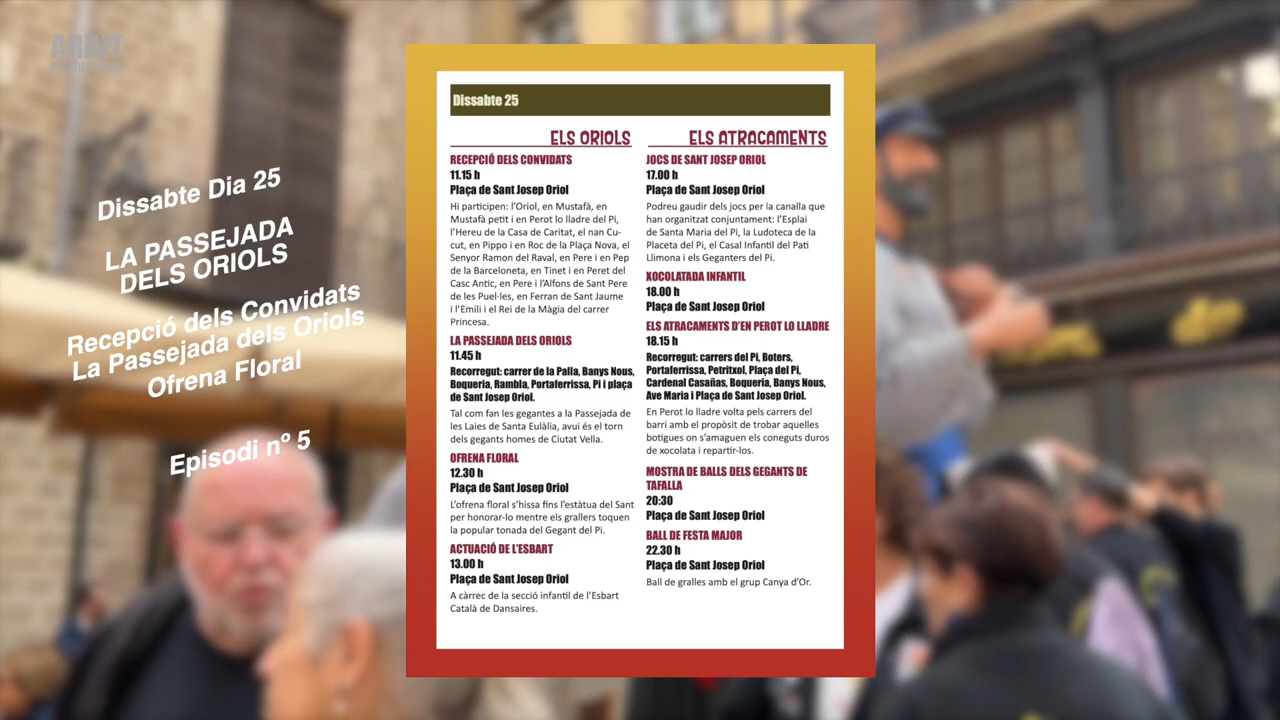 Dissabte Dia 25
LA PASSEJADA
DELS ORIOLS
Recepció dels Convidats
La Passejada dels Oriols
Ofrena Floral
Episodi nº 5
Dissabte 25
ELS ORIOLS
RECEPCIÓ DELS CONVIDATS
11.15 h
Plaça de Sant Josep Oriol
Hi participen: l'Oriol, en Mustafà, en
Mustafà petit i en Perot lo lladre del Pi,
l'Hereu de la Casa de Caritat, el nan Cu-
cut, en Pippo i en Roc de la Plaça Nova, el
Senyor Ramon del Raval, en Pere i en Pep
de la Barceloneta, en Tinet i en Peret del
Casc Antic, en Pere i l'Alfons de Sant Pere
de les Puel·les, en Ferran de Sant Jaume
i l'Emili i el Rei de la Màgia del carrer
Princesa.
LA PASSEJADA DELS ORIOLS
11.45 h
Recorregut: carrer de la Palla, Banys Nous,
Boqueria, Rambla, Portaferrissa, Pi i plaça
de Sant Josep Oriol.
Tal com fan les gegantes a la Passejada de
les Laies de Santa Eulàlia, avui és el torn
dels gegants homes de Ciutat Vella.
OFRENA FLORAL
12.30 h
Plaça de Sant Josep Oriol
L'ofrena floral s'hissa fins l'estàtua del Sant
per honorar-lo mentre els grallers toquen
la popular tonada del Gegant del Pi.
ACTUACIÓ DE L'ESBART
13.00 h
Plaça de Sant Josep Oriol
A càrrec de la secció infantil de l'Esbart
Català de Dansaires.
ELS ATRACAMENTS
JOCS DE SANT JOSEP ORIOL
17.00 h
Plaça de Sant Josep Oriol
Podreu gaudir dels jocs per la canalla que
han organitzat conjuntament: l'Esplai
de Santa Maria del Pi, la Ludoteca de la
Placeta del Pi, el Casal Infantil del Pati
Llimona i els Geganters del Pi.
XOCOLATADA INFANTIL
18.00 h
Plaça de Sant Josep Oriol
ELS ATRACAMENTS D'EN PEROT LO LLADRE
18.15 h
Recorregut: carrers del Pi, Boters,
Portaferrissa, Petritxol, Plaça del Pi,
Cardenal Casañas, Boqueria, Banys Nous,
Ave Maria i Plaça de Sant Josep Oriol.
En Perot lo lladre volta pels carrers del
barri amb el propòsit de trobar aquelles
botigues on s'amaguen els coneguts duros
de xocolata i repartir-los.
MOSTRA DE BALLS DELS GEGANTS DE
TAFALLA
20:30
Plaça de Sant Josep Oriol
BALL DE FESTA MAJOR
22.30 h
Plaça de Sant Josep Oriol
Ball de gralles amb el grup Canya d'Or.